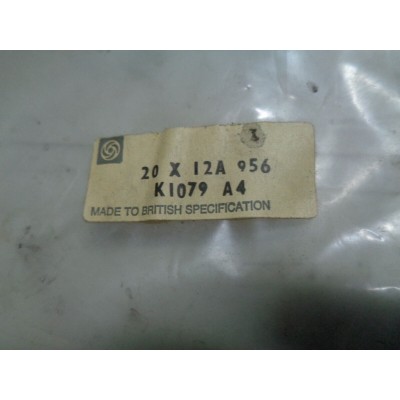 20 X 12A 956
K1079 A4
MADE TO BRITISH SPECIFICATION